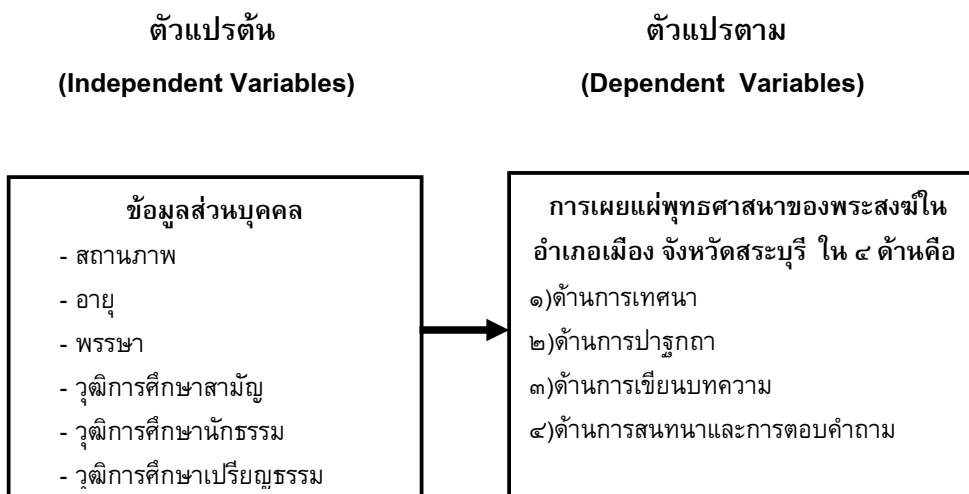 ตัวแปรต้น
(Independent Variables)
ตัวแปรตาม
(Dependent Variables)
ข้อมูลส่วนบุคคล
- สถานภาพ
- อายุ
- พรรษา
- วุฒิการศึกษาสามัญ
- วุฒิการศึกษานักธรรม
- วุฒิการศึกษาเปรียญธรรม
การเผยแผ่พุทธศาสนาของพระสงฆ์ใน
อำเภอเมือง จังหวัดสระบุรี ใน ๔ ด้านคือ
๑)ด้านการเทศนา
๒)ด้านการปาฐกถา
๓)ด้านการเขียนบทความ
๔)ด้านการสนทนาและการตอบคำถาม